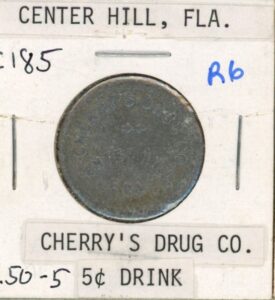 CENTER HILL, FLA.
185
R6
CHERRY'S DRUG CO.
.50-5 5¢ DRINK